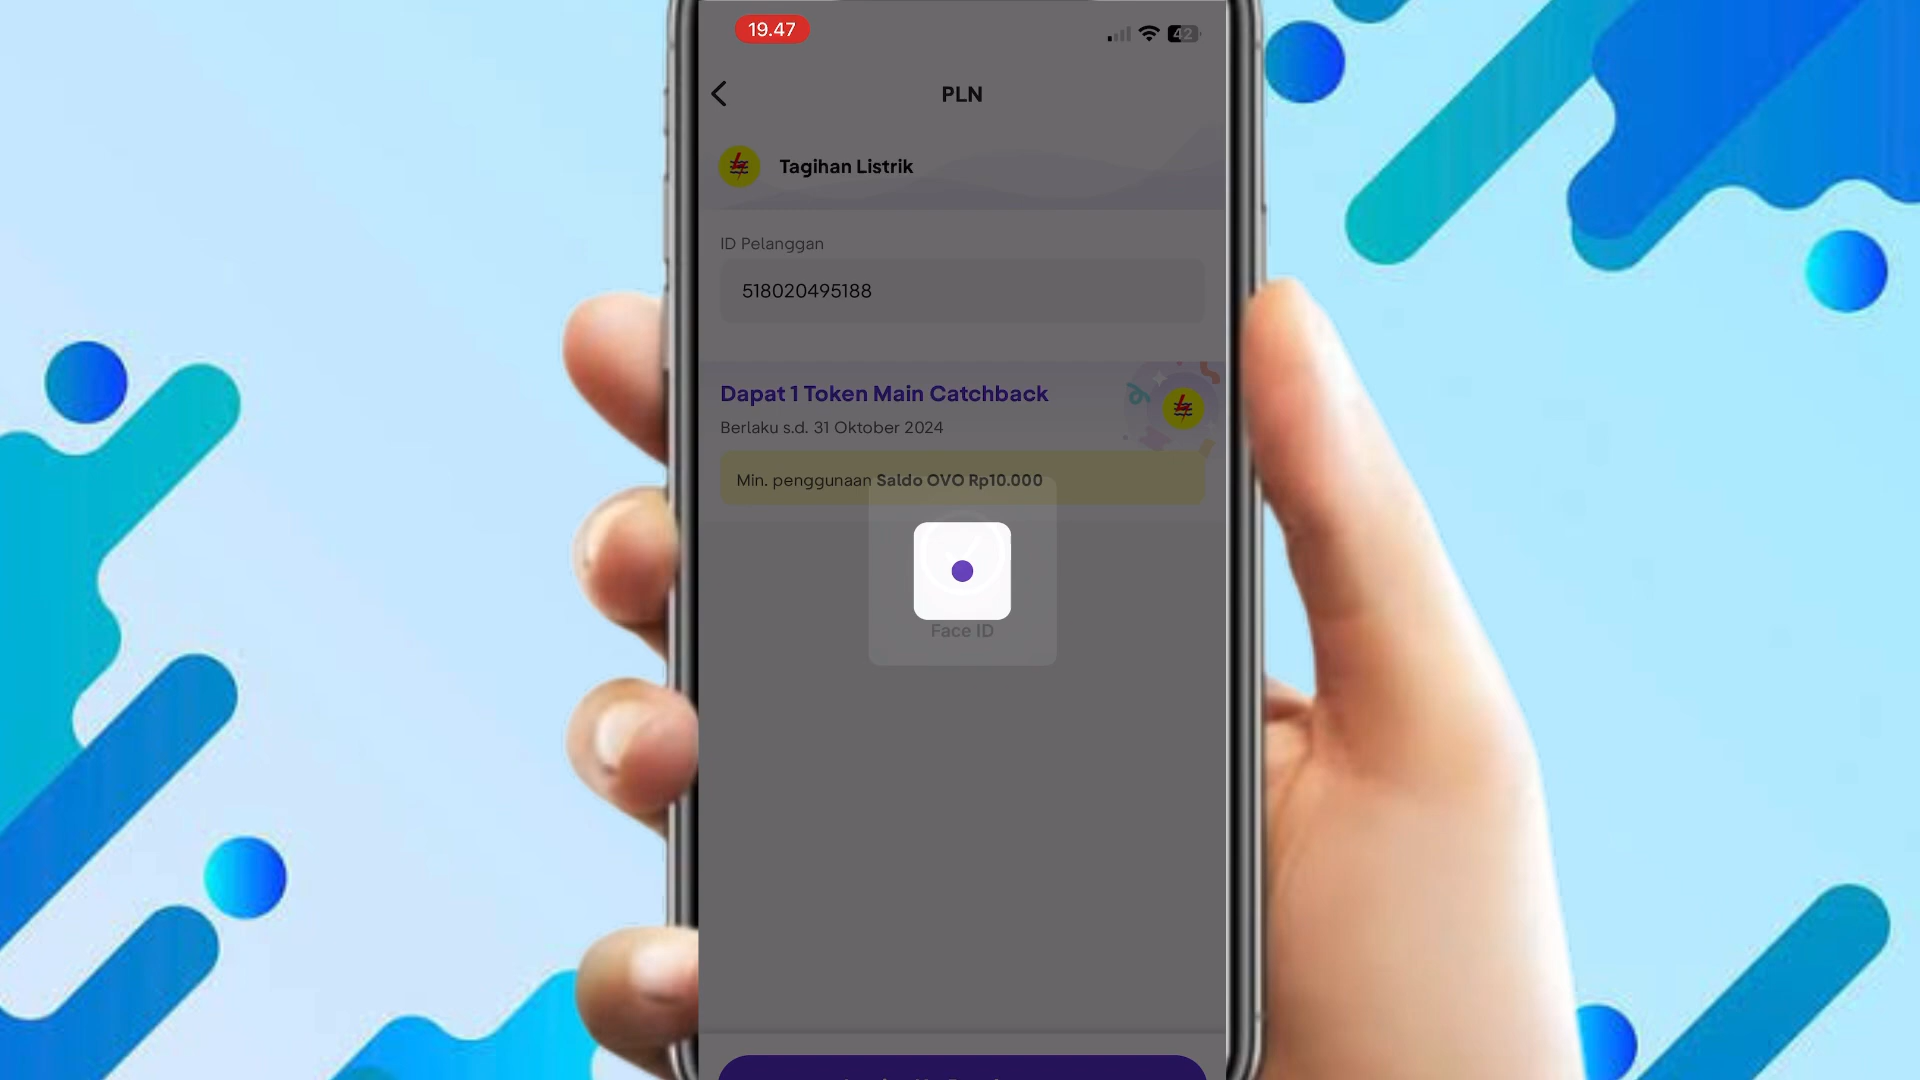 19.47
42
PLN
Tagihan Listrik
ID Pelanggan
518020495188
Dapat 1 Token Main Catchback
Berlaku s.d. 31 Oktober 2024
Min. penggunaan Saldo OVO Rp10.000
Face ID